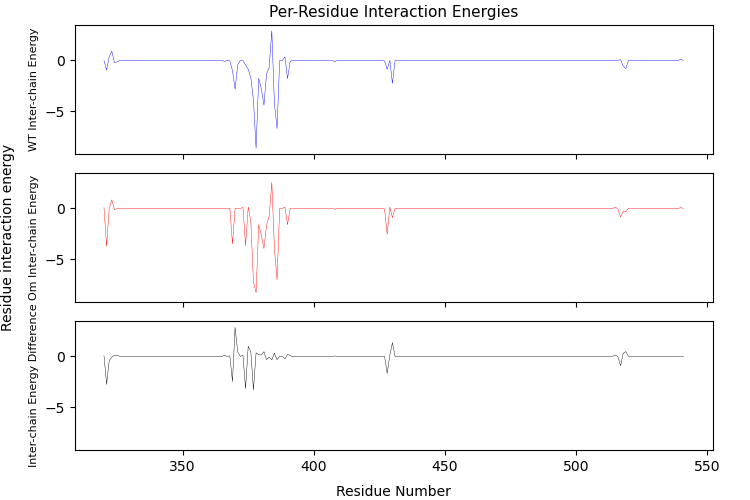 Per-Residue Interaction Energies
Residue interaction energy
WT Inter-chain Energy
0
−5
Om Inter-chain Energy
0
−5
Inter-chain Energy Difference
0
−5
350
400
450
500
550
Residue Number